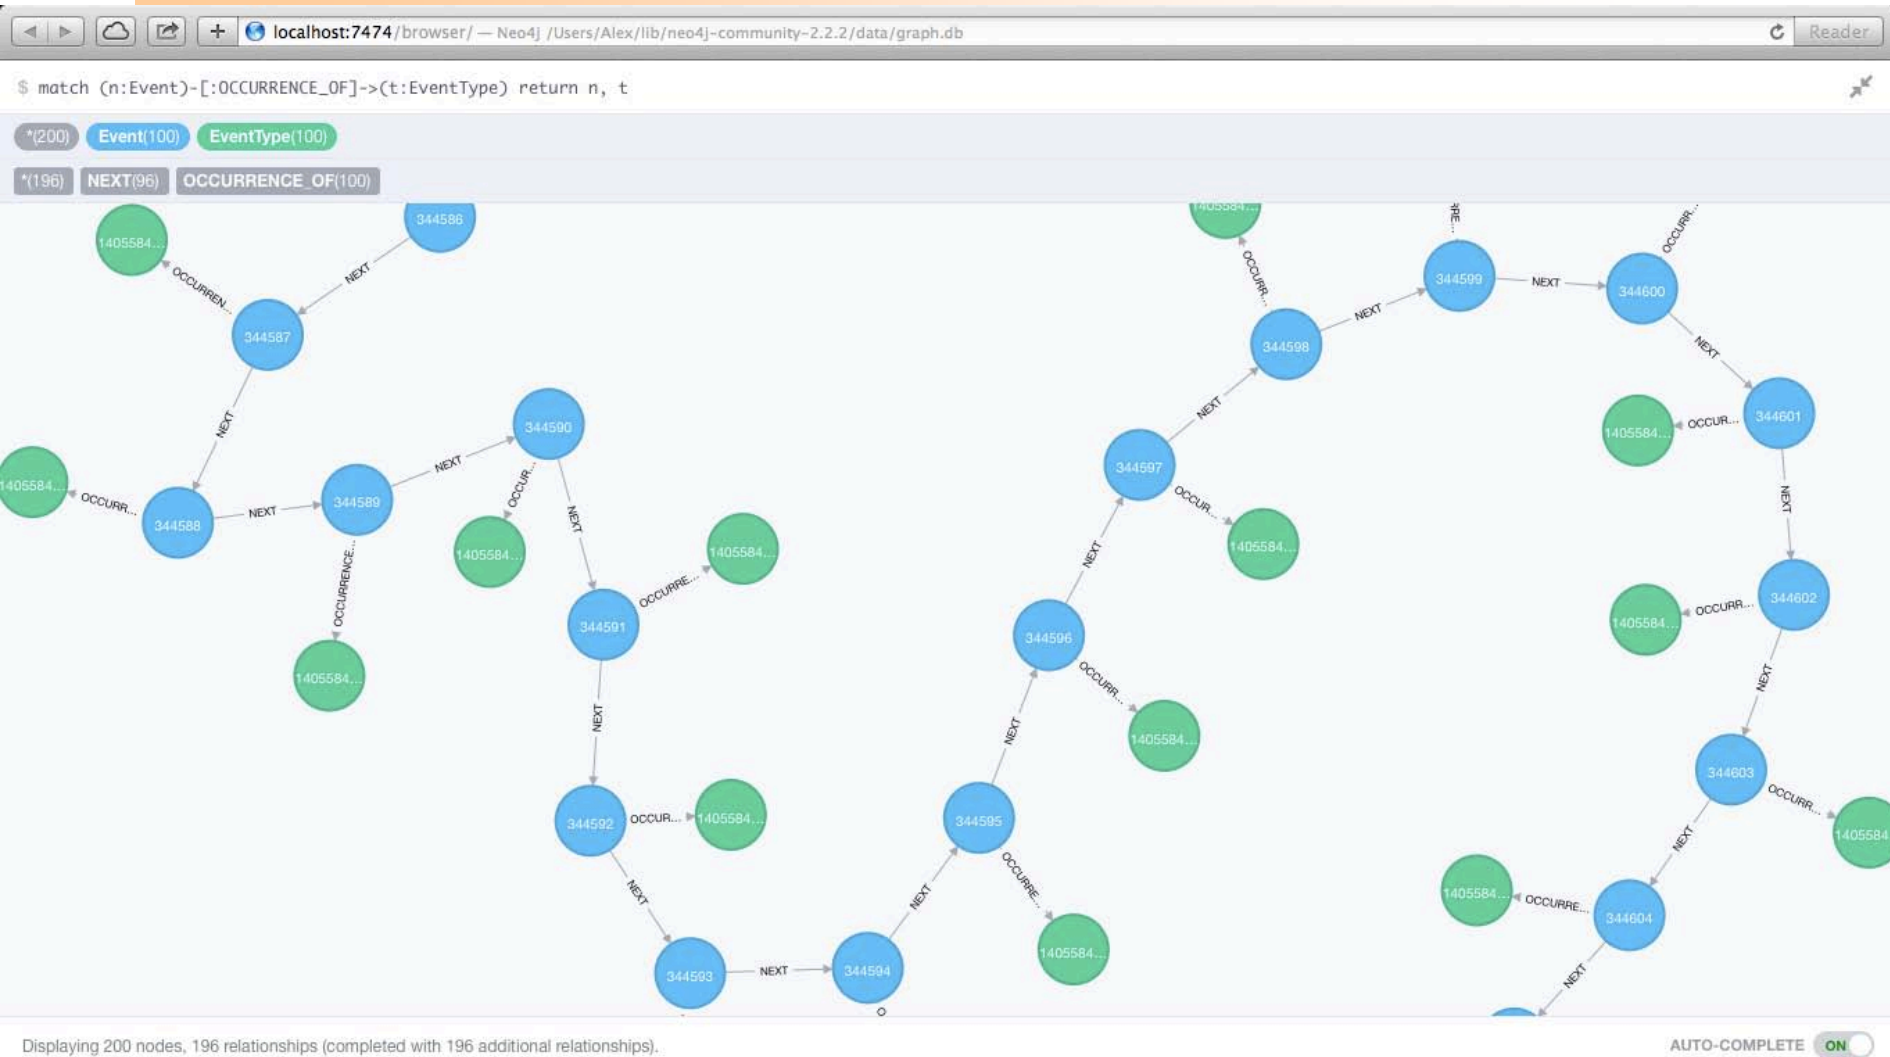 localhost:7474/browser/ — Neo4j /Users/Alex/lib/neo4j-community-2.2.2/data/graph.db
Reader
$ match (n:Event)-[:OCCURRENCE_OF]->(t:EventType) return n, t
*(200) Event(100) EventType(100)
*(196) NEXT(96) OCCURRENCE_OF(100)
1405584...
344586
1405584...
RRE...
OCCURR...
OCCURREN...
NEXT
OCCURR...
344599
NEXT
344600
344587
NEXT
344598
NEXT
NEXT
344590
NEXT
1405584...
OCCUR...
344601
1405584...
OCCURR...
344588
NEXT
344589
NEXT
OCCUR...
NEXT
344597
OCCUR...
NEXT
1405584...
1405584...
1405584...
OCCURRENCE...
OCCURRE...
NEXT
1405584...
OCCURR...
344602
344591
344596
1405584...
OCCURR...
NEXT
NEXT
NEXT
1405584...
344603
OCCURR...
344592
OCCUR...
1405584...
344595
NEXT
1405584
NEXT
NEXT
OCCURRE...
1405584...
OCCURRE...
344604
344593
NEXT
344594
1405584...
NEXT
Displaying 200 nodes, 196 relationships (completed with 196 additional relationships).
AUTO-COMPLETE ON